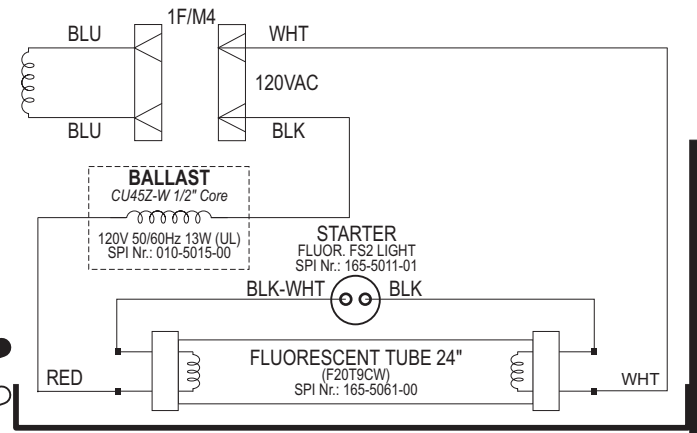 1F/M4
BLU
WHT
120VAC
BLU
BLK
BALLAST
CU45Z-W 1/2" Core
120V 50/60Hz 13W (UL)
SPI Nr.: 010-5015-00
STARTER
FLUOR. FS2 LIGHT
SPI Nr.: 165-5011-01
BLK-WHT
BLK
FLUORESCENT TUBE 24"
(F20T9CW)
SPI Nr.: 165-5061-00
RED
WHT